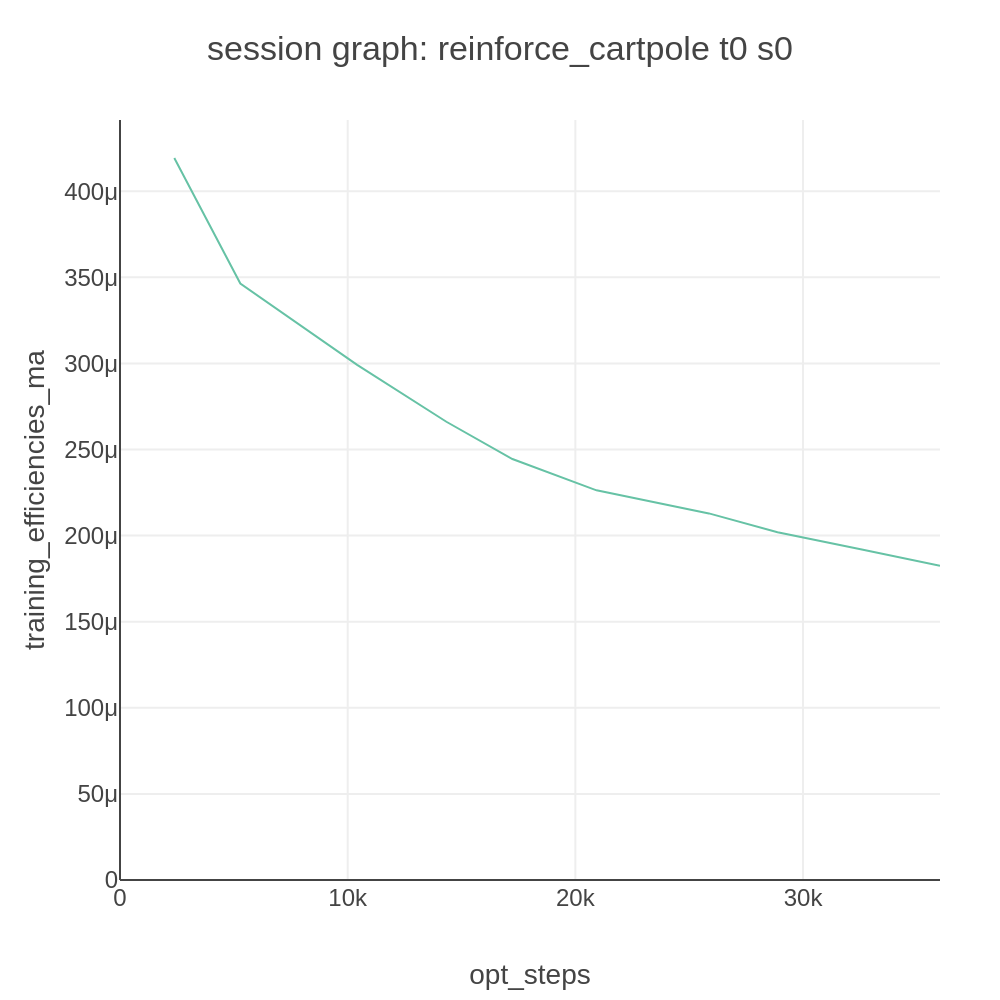 session graph: reinforce_cartpole t0 s0
training_efficiencies_ma
400μ
350μ
300μ
250μ
200μ
150μ
100μ
50μ
0
0 10k 20k 30k
opt_steps